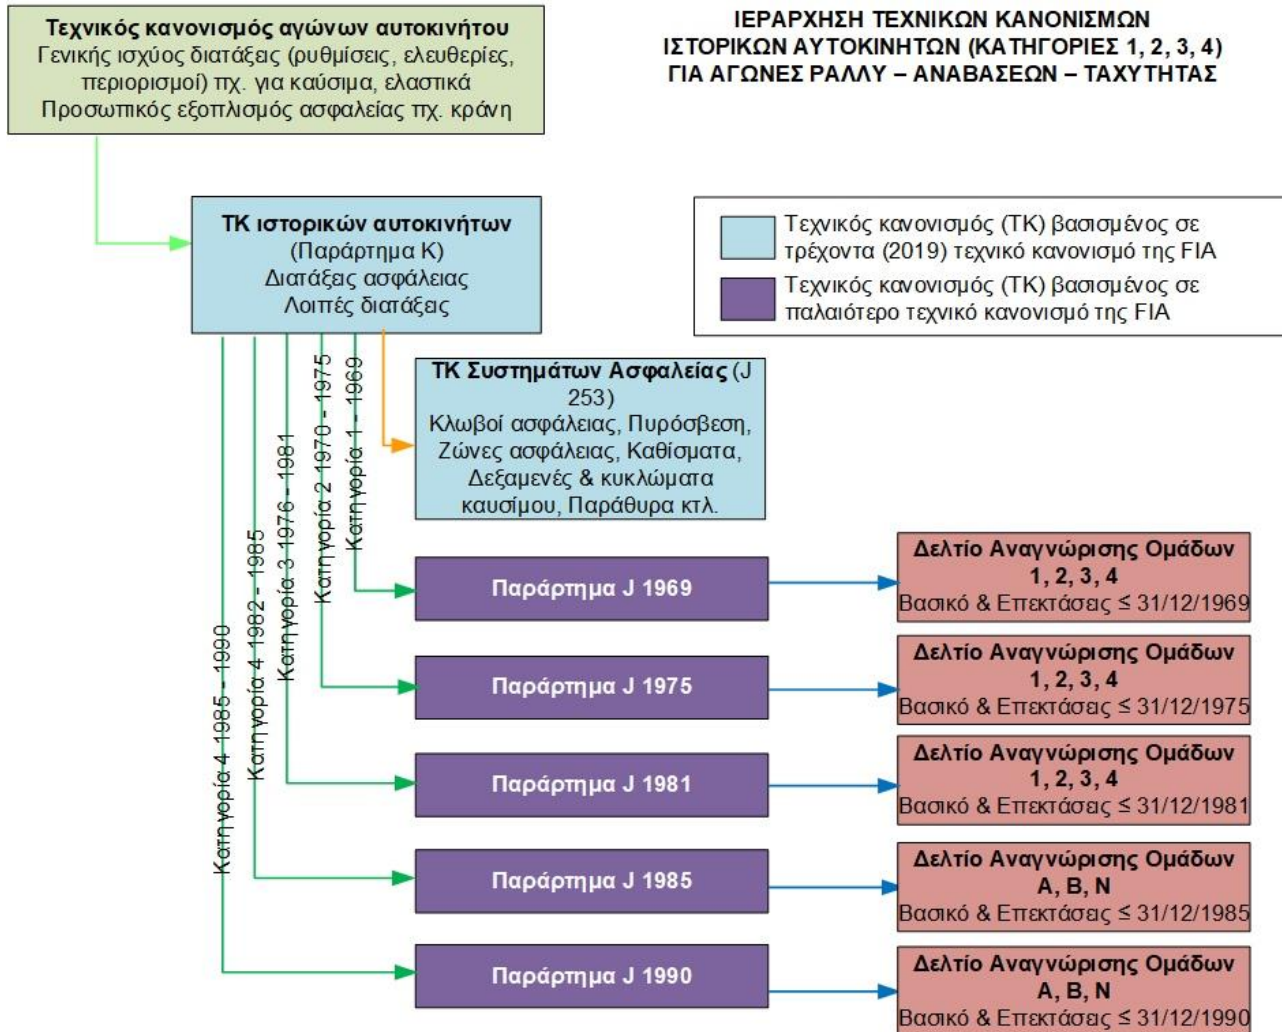 Τεχνικός κανονισμός αγώνων αυτοκινήτου
Γενικής ισχύος διατάξεις (ρυθμίσεις, ελευθερίες,
περιορισμοί) πχ. για καύσιμα, ελαστικά
Προσωπικός εξοπλισμός ασφαλείας πχ. κράνη
ΙΕΡΑΡΧΗΣΗ ΤΕΧΝΙΚΩΝ ΚΑΝΟΝΙΣΜΩΝ
ΙΣΤΟΡΙΚΩΝ ΑΥΤΟΚΙΝΗΤΩΝ (ΚΑΤΗΓΟΡΙΕΣ 1, 2, 3, 4)
ΓΙΑ ΑΓΩΝΕΣ ΡΑΛΛΥ – ΑΝΑΒΑΣΕΩΝ – ΤΑΧΥΤΗΤΑΣ
ΤΚ ιστορικών αυτοκινήτων
(Παράρτημα Κ)
Διατάξεις ασφάλειας
Λοιπές διατάξεις
Τεχνικός κανονισμός (ΤΚ) βασισμένος σε
τρέχοντα (2019) τεχνικό κανονισμό της FIA
Τεχνικός κανονισμός (ΤΚ) βασισμένος σε
παλαιότερο τεχνικό κανονισμό της FIA
Κατηγορία 4 1985 - 1990
Κατηγορία 4 1982 - 1985
Κατηγορία 3 1976 - 1981
Κατηγορία 2 1970 - 1975
Κατηγορία 1 - 1969
ΤΚ Συστημάτων Ασφαλείας (J
253)
Κλωβοί ασφάλειας, Πυρόσβεση,
Ζώνες ασφάλειας, Καθίσματα,
Δεξαμενές & κυκλώματα
καυσίμου, Παράθυρα κτλ.
Παράρτημα J 1969
Δελτίο Αναγνώρισης Ομάδων
1, 2, 3, 4
Βασικό & Επεκτάσεις ≤ 31/12/1969
Παράρτημα J 1975
Δελτίο Αναγνώρισης Ομάδων
1, 2, 3, 4
Βασικό & Επεκτάσεις ≤ 31/12/1975
Παράρτημα J 1981
Δελτίο Αναγνώρισης Ομάδων
1, 2, 3, 4
Βασικό & Επεκτάσεις ≤ 31/12/1981
Παράρτημα J 1985
Δελτίο Αναγνώρισης Ομάδων
Α, Β, Ν
Βασικό & Επεκτάσεις ≤ 31/12/1985
Παράρτημα J 1990
Δελτίο Αναγνώρισης Ομάδων
Α, Β, Ν
Βασικό & Επεκτάσεις ≤ 31/12/1990